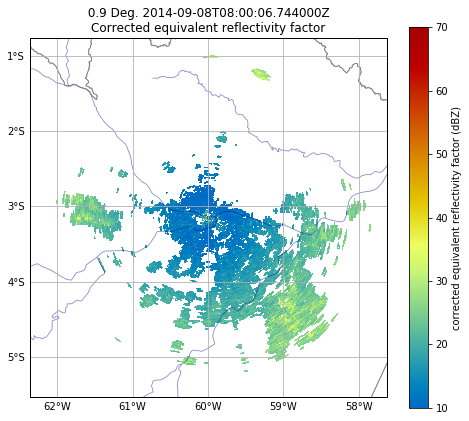 0.9 Deg. 2014-09-08T08:00:06.744000Z
Corrected equivalent reflectivity factor
1°S
2°S
3°S
4°S
5°S
62°W 61°W 60°W 59°W 58°W
70
60
50
40
30
20
10
corrected equivalent reflectivity factor (dBZ)